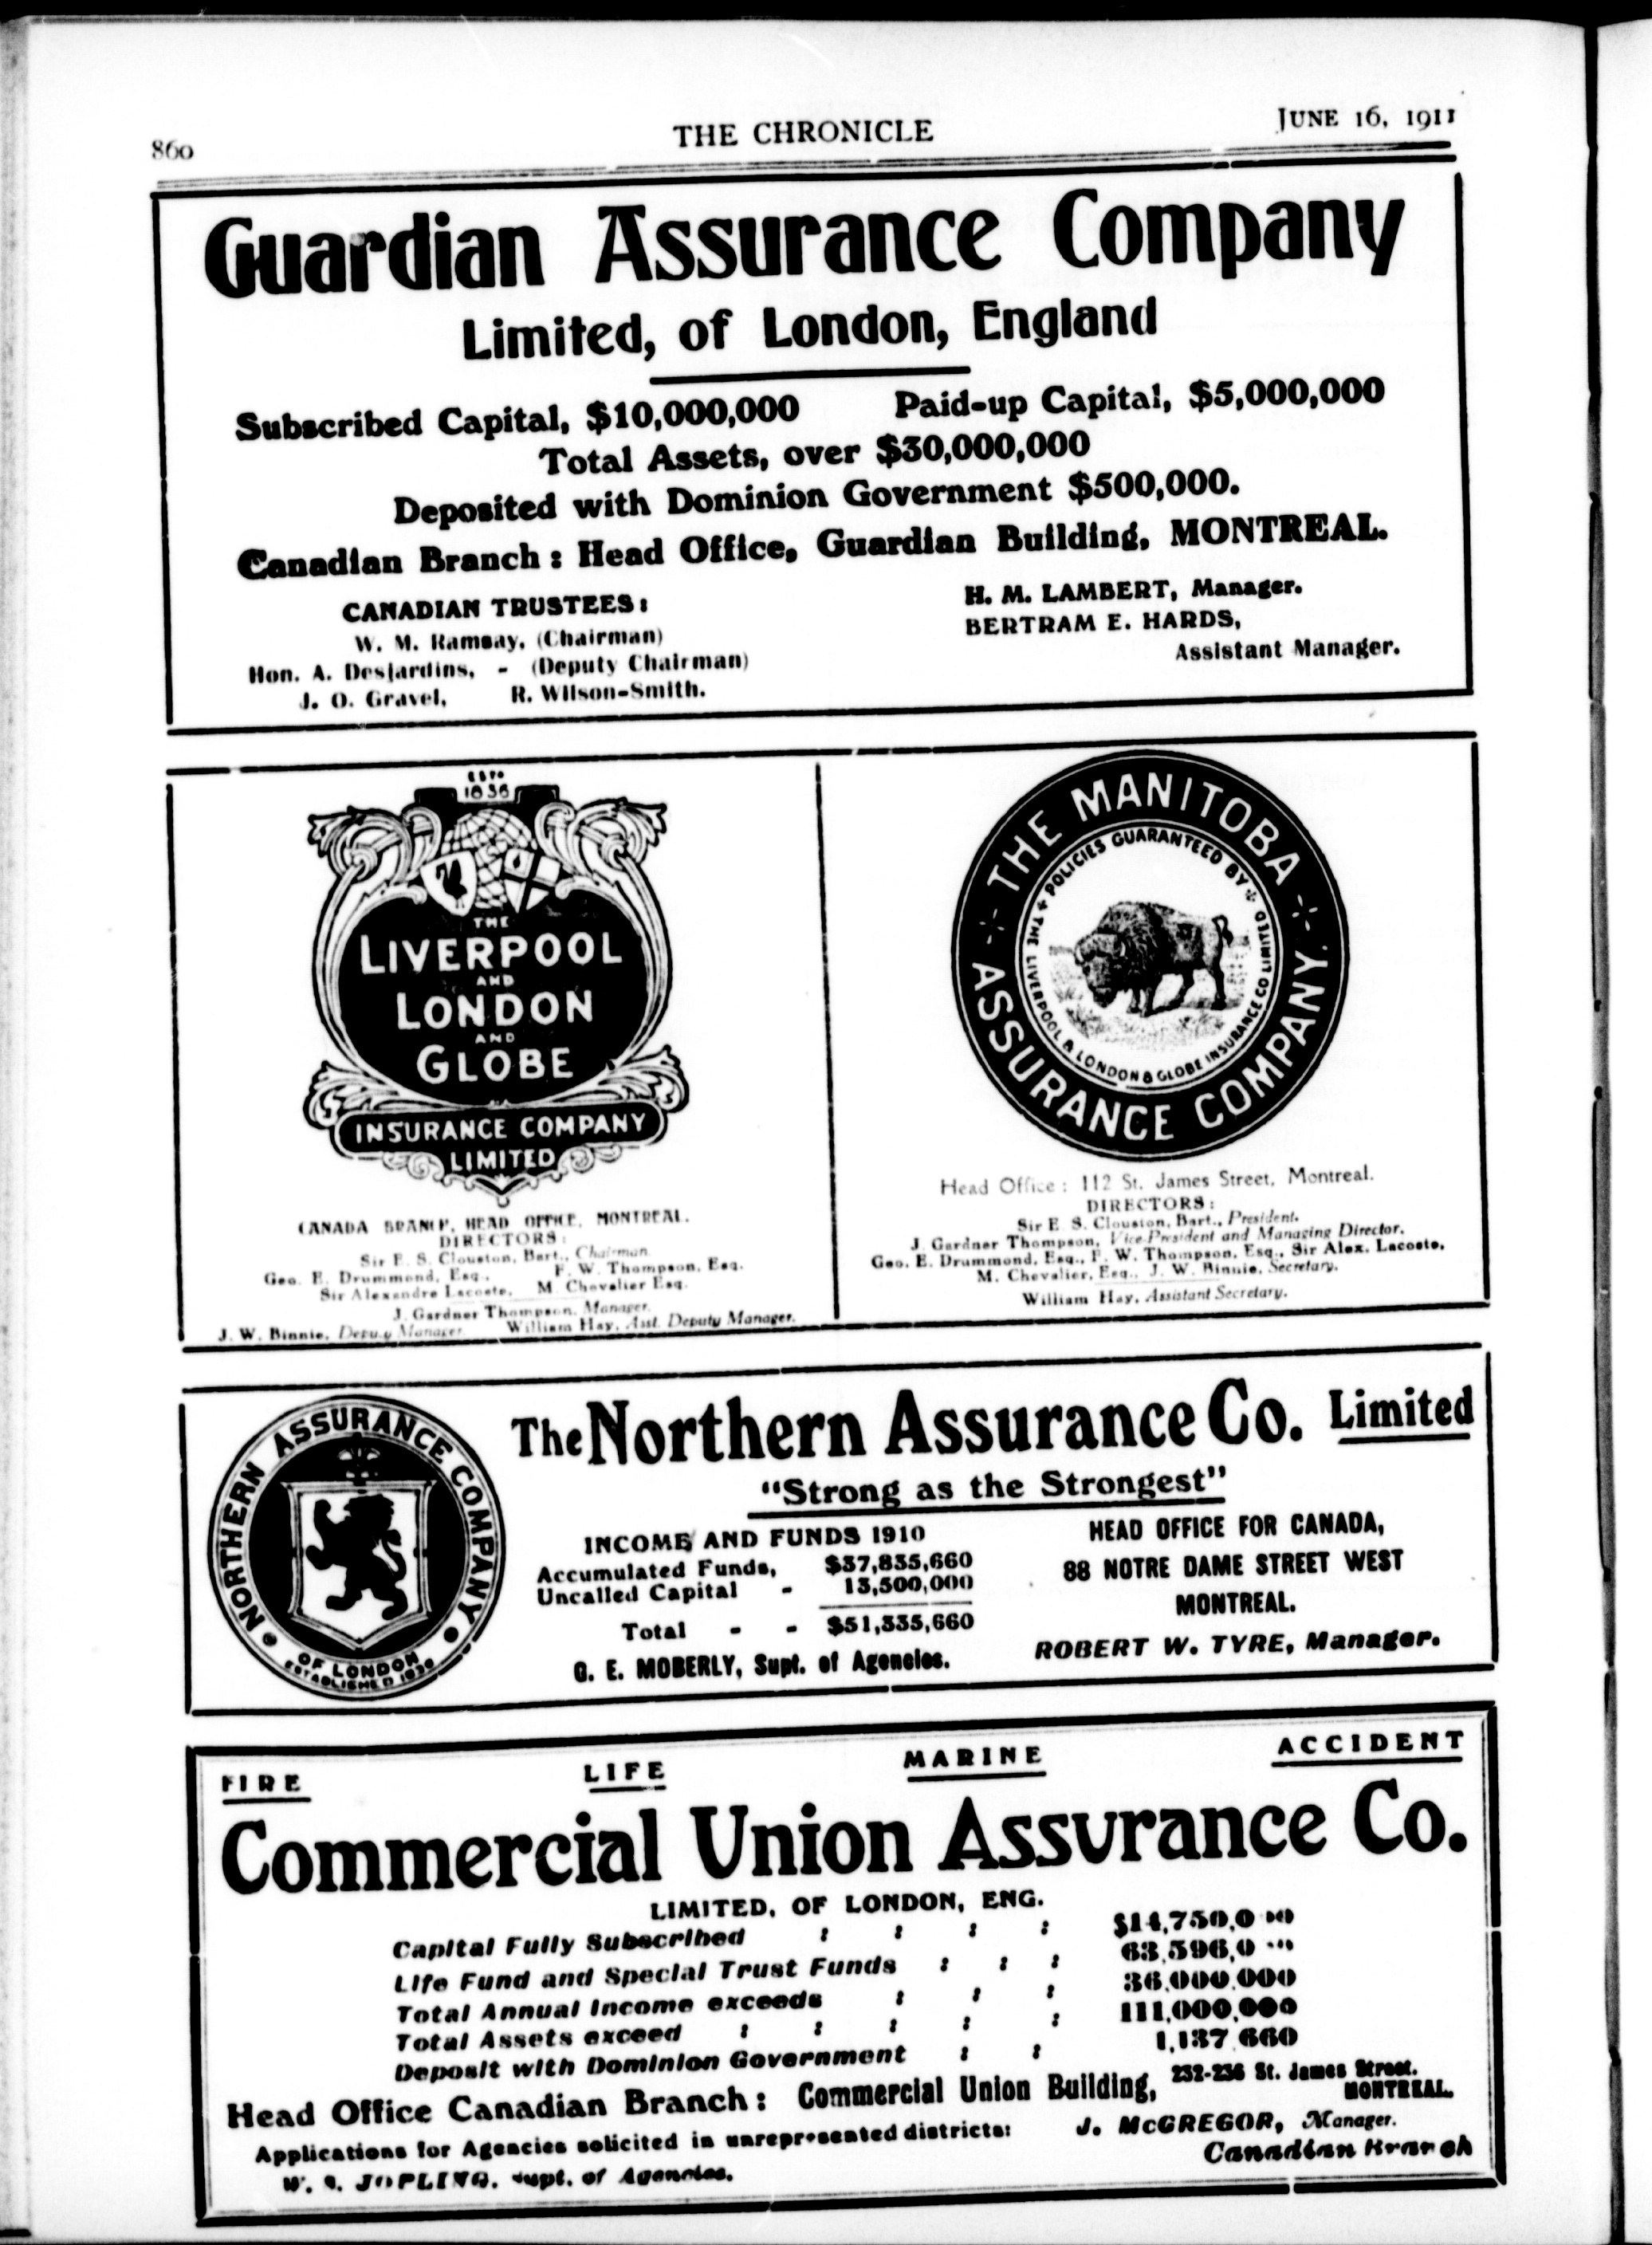 860
THE CHRONICLE
JUNE 16, 1911
Guardian Assurance Company
Limited, of London, England
Subscribed Capital, $10,000,000 Paid-up Capital, $5,000,000
Total Assets, over $30,000,000
Deposited with Dominion Government $500,000.
Canadian Branch : Head Office, Guardian Building, MONTREAL.
CANADIAN TRUSTEES :
W. M. Ramsay, (Chairman)
Hon. A. Desjardins, - (Deputy Chairman)
J. O. Gravel, R. Wilson-Smith.
H. M. LAMBERT, Manager.
BERTRAM E. HARDS,
Assistant Manager.
ESTD
1836
THE
LIVERPOOL
AND
LONDON
AND
GLOBE
INSURANCE COMPANY
LIMITED
CANADA BRANCH, HEAD OFFICE, MONTREAL.
DIRECTORS :
Sir E. S. Clouston, Bart., Chairman.
Geo. E. Drummond, Esq., F. W. Thompson, Esq.
Sir Alexandre Lacoste, M. Chevalier Esq.
J. Gardner Thompson, Manager.
J. W. Binnie, Deputy Manager William Hay, Asst. Deputy Manager.
THE MANITOBA
ASSURANCE COMPANY.
POLICIES GUARANTEED BY
THE LIVERPOOL & LONDON & GLOBE INSURANCE CO LIMITED
Head Office : 112 St. James Street, Montreal.
DIRECTORS :
Sir E. S. Clouston, Bart., President.
J. Gardner Thompson, Vice-President and Managing Director.
Geo. E. Drummond, Esq., F. W. Thompson, Esq., Sir Alex. Lacoste,
M. Chevalier, Esq., J. W. Binnie, Secretary.
William Hay, Assistant Secretary.
NORTHERN ASSURANCE COMPANY
OF LONDON
ESTABLISHED 1836
The Northern Assurance Co. Limited
"Strong as the Strongest"
INCOME AND FUNDS 1910
Accumulated Funds, $37,835,660
Uncalled Capital - 13,500,000
Total - - $51,335,660
G. E. MOBERLY, Supt. of Agencies.
HEAD OFFICE FOR CANADA,
88 NOTRE DAME STREET WEST
MONTREAL.
ROBERT W. TYRE, Manager.
FIRE LIFE MARINE ACCIDENT
Commercial Union Assurance Co.
LIMITED, OF LONDON, ENG.
Capital Fully Subscribed : : : : $14,750,000
Life Fund and Special Trust Funds : : : 63,596,000
Total Annual Income exceeds : : : 36,000,000
Total Assets exceed : : : : : 111,000,000
Deposit with Dominion Government : : 1,137,660
Head Office Canadian Branch : Commercial Union Building, 232-236 St. James Street.
MONTREAL.
Applications for Agencies solicited in unrepresented districts:
J. McGREGOR, Manager.
Canadian Branch
JOPLING. Supt. of Agencies.